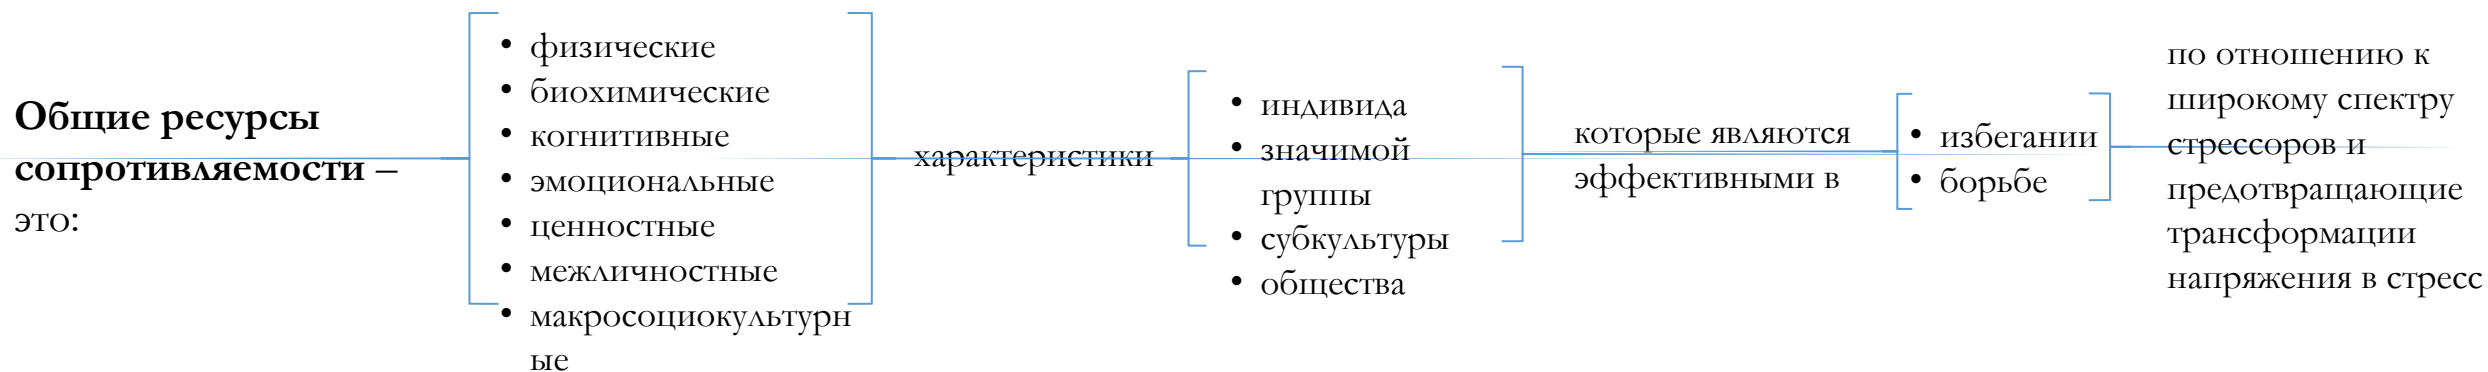 Общие ресурсы
сопротивляемости –
это:
• физические
• биохимические
• когнитивные
• эмоциональные
• ценностные
• межличностные
• макросоциокультурн
ые
характеристики
• индивида
• значимой
группы
• субкультуры
• общества
которые являются
эффективными в
• избегании
• борьбе
по отношению к
широкому спектру
стрессоров и
предотвращающие
трансформации
напряжения в стресс